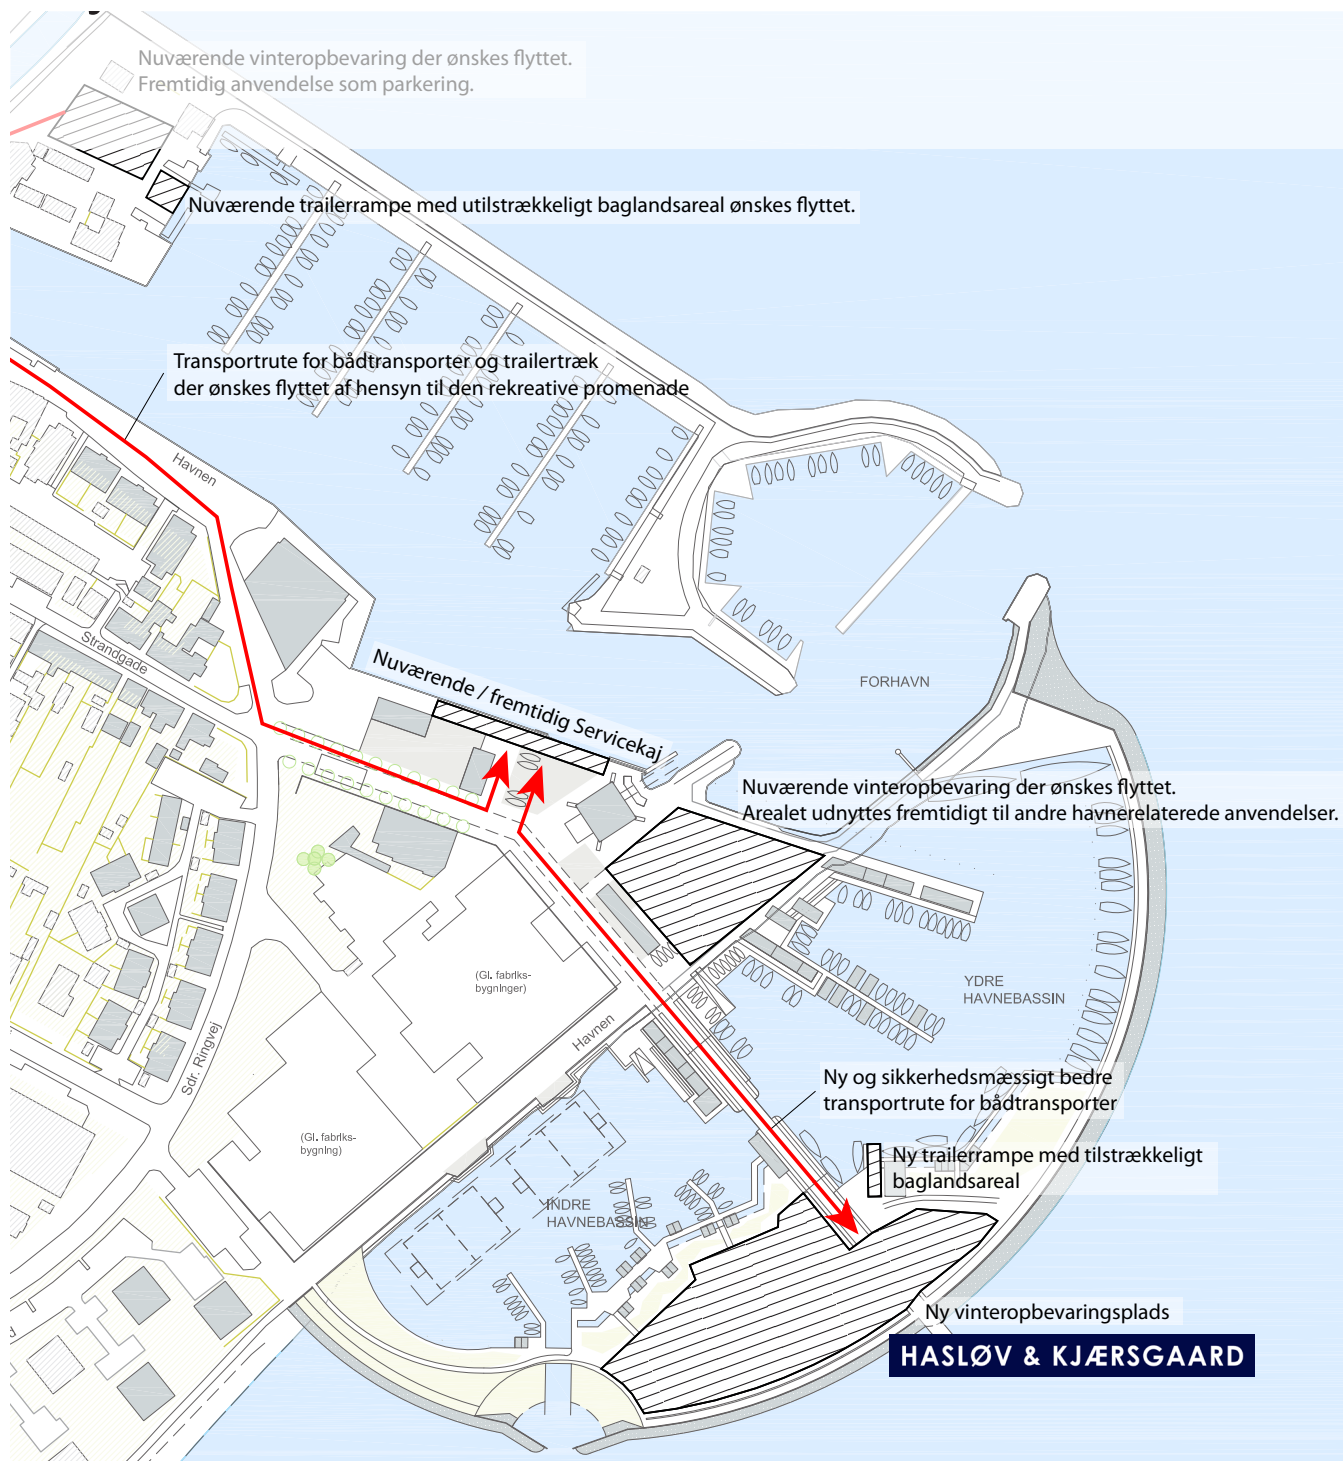 Nuværende vinteropbevaring der ønskes flyttet.
Fremtidig anvendelse som parkering.
Nuværende trailerrampe med utilstrækkeligt baglandsareal ønskes flyttet.
Transportrute for bådtransporter og trailertræk
der ønskes flyttet af hensyn til den rekreative promenade
Havnen
Strandgade
Nuværende / fremtidig Servicekaj
FORHAVN
Nuværende vinteropbevaring der ønskes flyttet.
Arealet udnyttes fremtidigt til andre havnerelaterede anvendelser.
(Gl. fabriks-
bygninger)
YDRE
HAVNEBASSIN
Havnen
Sdr. Ringvej
Ny og sikkerhedsmæssigt bedre
transportrute for bådtransporter
(Gl. fabriks-
bygning)
Ny trailerrampe med tilstrækkeligt
baglandsareal
INDRE
HAVNEBASSIN
Ny vinteropbevaringsplads
HASLØV & KJÆRSGAARD